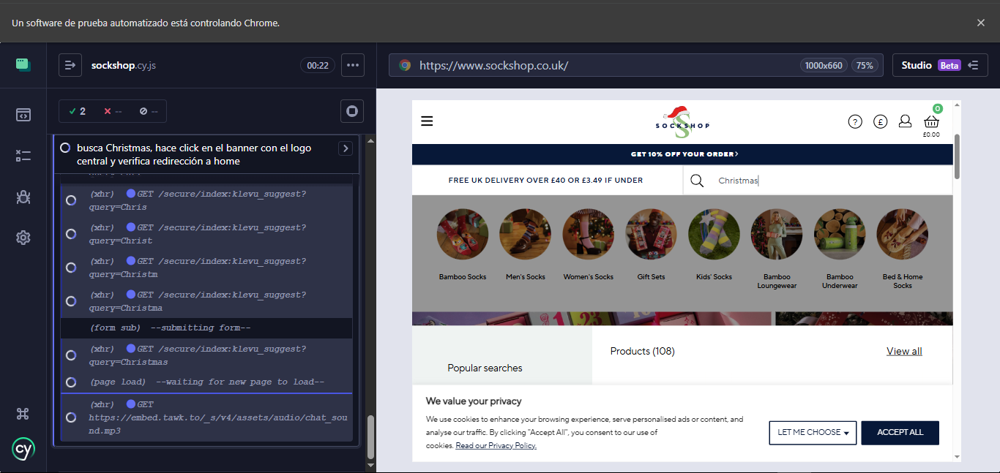 Un software de prueba automatizado está controlando Chrome.
sockshop.cy.js
00:22
https://www.sockshop.co.uk/
1000x660
75%
Studio Beta
2
--
--
busca Christmas, hace click en el banner con el logo
central y verifica redirección a home
(xhr) GET /secure/index:klevu_suggest?
query=Chris
(xhr) GET /secure/index:klevu_suggest?
query=Christ
(xhr) GET /secure/index:klevu_suggest?
query=Christm
(xhr) GET /secure/index:klevu_suggest?
query=Christma
(form sub) --submitting form--
(xhr) GET /secure/index:klevu_suggest?
query=Christmas
(page load) --waiting for new page to load--
(xhr) GET
https://embed.tawk.to/_s/v4/assets/audio/chat_sou
nd.mp3
cy
SOCKSHOP
?
£
0
£0.00
GET 10% OFF YOUR ORDER
FREE UK DELIVERY OVER £40 OR £3.49 IF UNDER
Christmas
Bamboo Socks
Men's Socks
Women's Socks
Gift Sets
Kids' Socks
Bamboo
Loungewear
Bamboo
Underwear
Bed & Home
Socks
Products (108)
View all
Popular searches
We value your privacy
We use cookies to enhance your browsing experience, serve personalised ads or content, and
analyse our traffic. By clicking "Accept All", you consent to our use of
cookies. Read our Privacy Policy.
LET ME CHOOSE
ACCEPT ALL